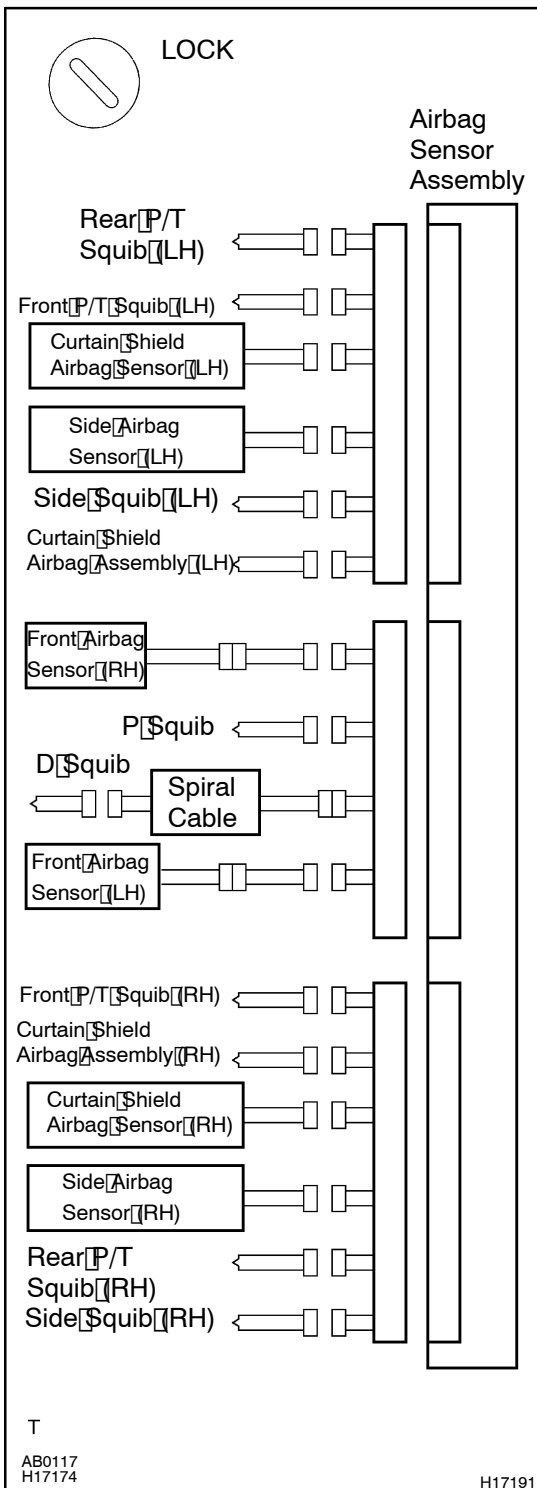 LOCK
Airbag
Sensor
Assembly
Rear P/T
Squib (LH)
Front P/T Squib (LH)
Curtain Shield
Airbag Sensor (LH)
Side Airbag
Sensor (LH)
Side Squib (LH)
Curtain Shield
Airbag Assembly (LH)
Front Airbag
Sensor (RH)
P Squib
D Squib
Spiral
Cable
Front Airbag
Sensor (LH)
Front P/T Squib (RH)
Curtain Shield
Airbag Assembly (RH)
Curtain Shield
Airbag Sensor (RH)
Side Airbag
Sensor (RH)
Rear P/T
Squib (RH)
Side Squib (RH)
T
AB0117
H17174
H17191